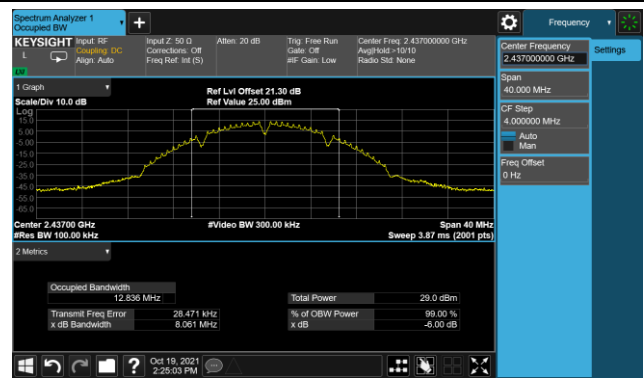 Spectrum Analyzer 1
Occupied BW
+
Frequency
KEYSIGHT
L
Input: RF
Coupling: DC
Align: Auto
Input Z: 50 Ω
Corrections: Off
Freq Ref: Int (S)
Atten: 20 dB
Trig: Free Run
Gate: Off
#IF Gain: Low
Center Freq: 2.437000000 GHz
Avg|Hold:>10/10
Radio Std: None
LW
Center Frequency
2.437000000 GHz
Settings
Span
40.000 MHz
CF Step
4.000000 MHz
Auto
Man
Freq Offset
0 Hz
1 Graph
Scale/Div 10.0 dB
Ref Lvl Offset 21.30 dB
Ref Value 25.00 dBm
Log
15.0
5.00
-5.00
-15.0
-25.0
-35.0
-45.0
-55.0
-65.0
Center 2.43700 GHz
#Res BW 100.00 kHz
#Video BW 300.00 kHz
Span 40 MHz
Sweep 3.87 ms (2001 pts)
2 Metrics
Occupied Bandwidth
12.836 MHz
Total Power 29.0 dBm
Transmit Freq Error 28.471 kHz
% of OBW Power 99.00 %
x dB Bandwidth 8.061 MHz
x dB -6.00 dB
?
Oct 19, 2021
2:25:03 PM